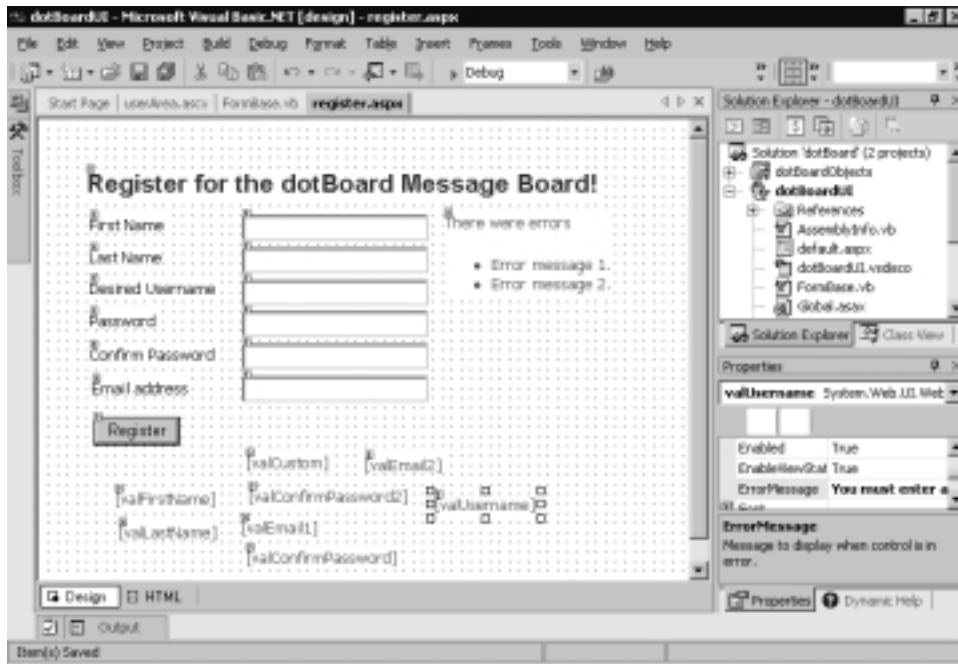 dotBoardUI - Microsoft Visual Basic.NET [design] - register.aspx
File Edit View Project Build Debug Format Table Insert Frames Tools Window Help
Debug
Start Page userArea.ascx FormBase.vb register.aspx
Toolbox
Register for the dotBoard Message Board!
First Name
Last Name
Desired Username
Password
Confirm Password
Email address
There were errors
• Error message 1.
• Error message 2.
Register
[valCustom] [valEmail2]
[valFirstName] [valConfirmPassword2] [valUsername]
[valLastName] [valEmail1]
[valConfirmPassword]
Design HTML
Output
Item(s) Saved
Solution Explorer - dotBoardUI
Solution 'dotBoard' (2 projects)
dotBoardObjects
dotBoardUI
References
AssemblyInfo.vb
default.aspx
dotBoardUI.vsdisco
FormBase.vb
Global.asax
Solution Explorer Class View
Properties
valUsername System.Web.UI.Web
Enabled True
EnableViewStat True
ErrorMessage You must enter a
Font
ErrorMessage
Message to display when control is in
error.
Properties Dynamic Help